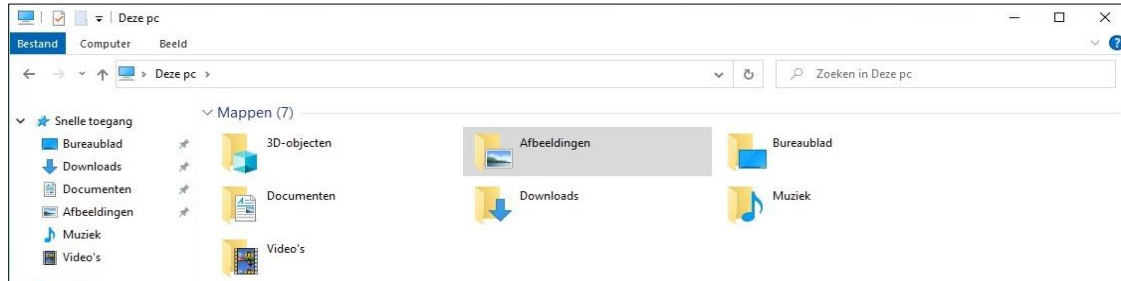 Deze pc
Bestand Computer Beeld
Deze pc
Zoeken in Deze pc
Snelle toegang
Bureaublad
Downloads
Documenten
Afbeeldingen
Muziek
Video's
Mappen (7)
3D-objecten
Afbeeldingen
Bureaublad
Documenten
Downloads
Muziek
Video's